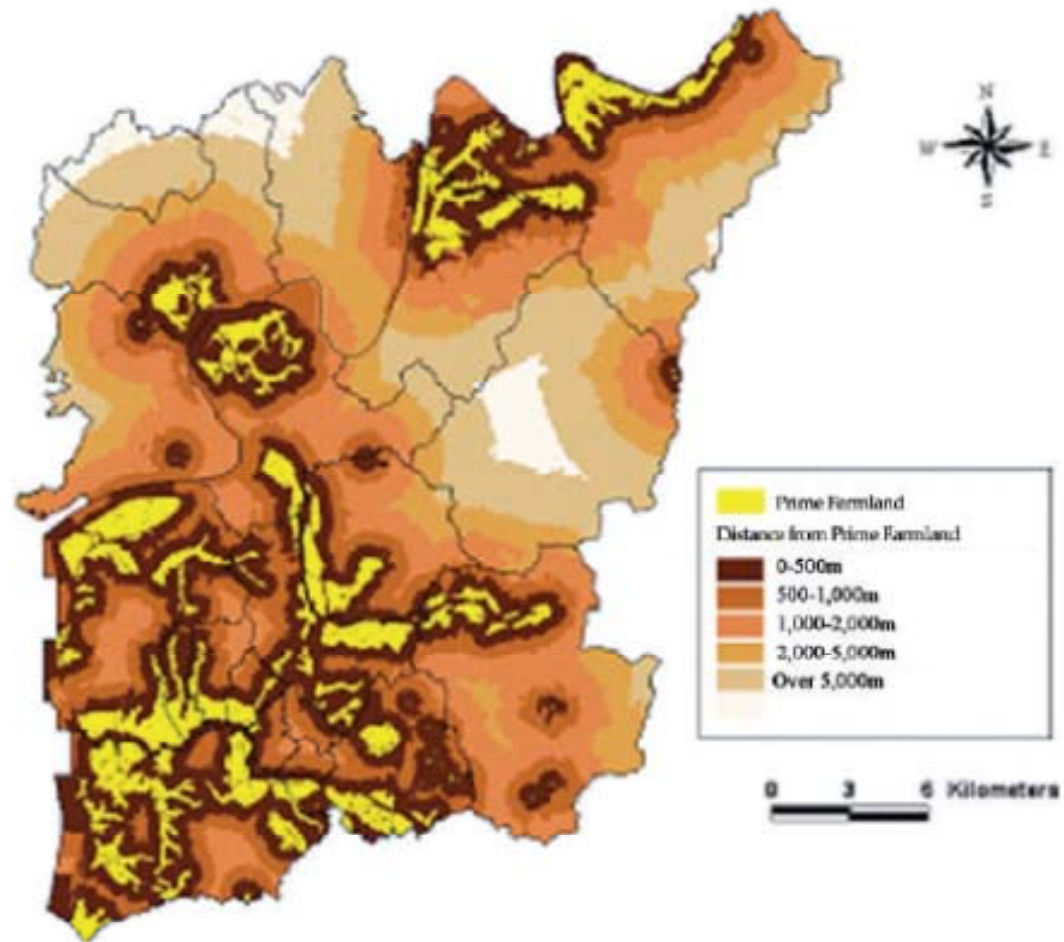 N
W E
S
Prime Farmland
Distance from Prime Farmland
0-500m
500-1,000m
1,000-2,000m
2,000-5,000m
Over 5,000m
0 3 6 Kilometers